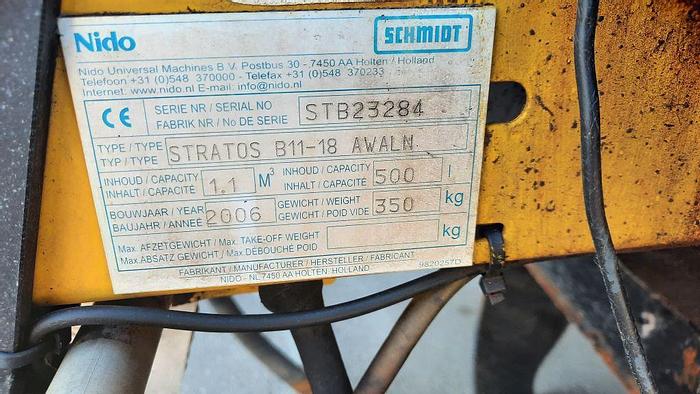 Nido
SCHMIDT
Nido Universal Machines B.V. Postbus 30 - 7450 AA Holten / Holland
Telefoon +31 (0)548 370000 - Telefax +31 (0)548 370233
Internet: www.nido.nl E-mail: info@nido.nl
CE
SERIE NR / SERIAL NO
FABRIK NR / No DE SERIE
STB23284
TYPE / TYPE
TYP / TYPE
STRATOS B11-18 AWALN
INHOUD / CAPACITY
INHALT / CAPACITÉ
1.1 M3
INHOUD / CAPACITY
INHALT / CAPACITÉ
500 l
BOUWJAAR / YEAR
BAUJAHR / ANNÉE
2006
GEWICHT / WEIGHT
GEWICHT / POID VIDE
350 kg
Max. AFZETGEWICHT / Max. TAKE-OFF WEIGHT
Max. ABSATZ GEWICHT / Max DÉBOUCHE POID
kg
FABRIKANT / MANUFACTURER / HERSTELLER / FABRICANT
NIDO - NL 7450 AA HOLTEN, HOLLAND
9820257D